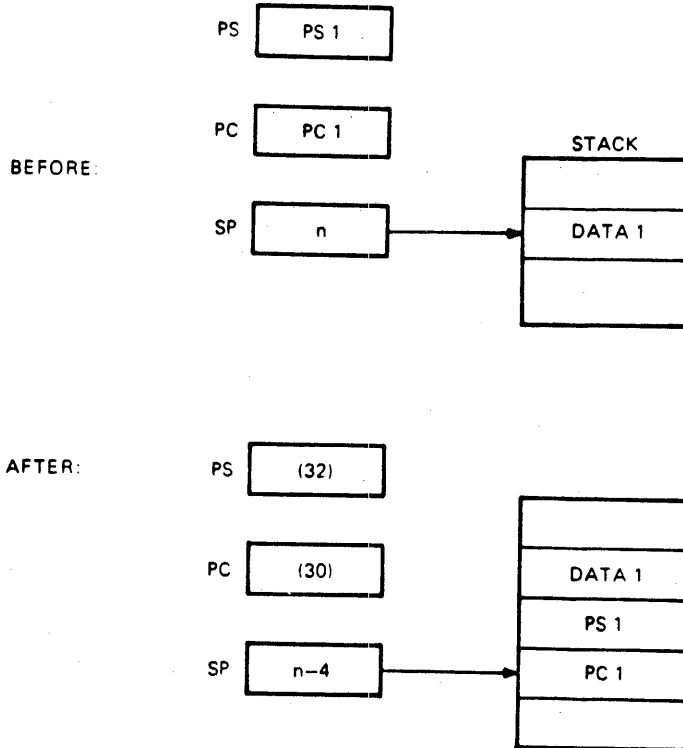 PS PS 1
PC PC 1
STACK
BEFORE:
SP n DATA 1
AFTER:
PS (32)
PC (30)
DATA 1
PS 1
SP n–4 PC 1